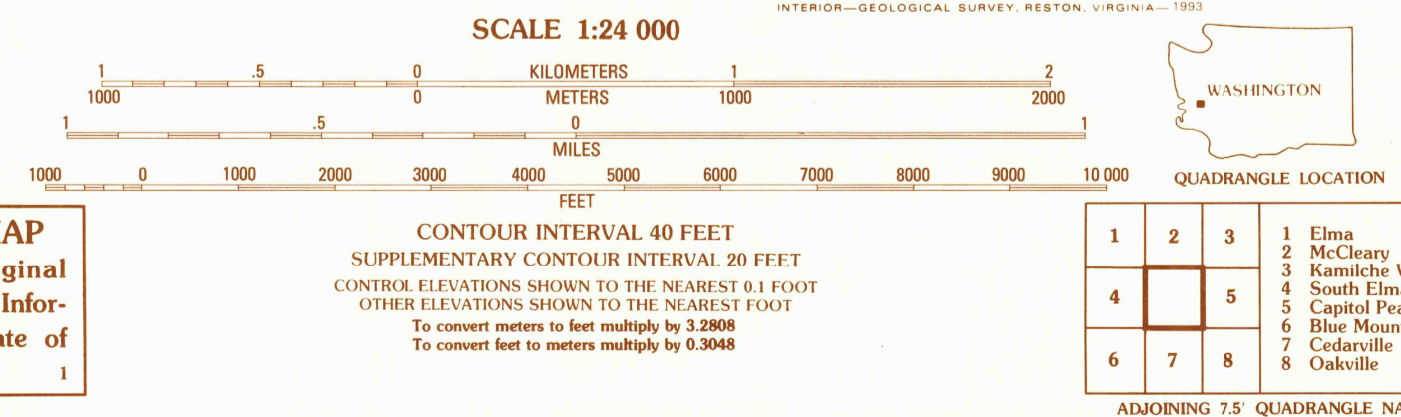 INTERIOR—GEOLOGICAL SURVEY, RESTON, VIRGINIA—1993
SCALE 1:24 000
1 .5 0 KILOMETERS 1 2
1000 0 METERS 1000 2000
1 .5 0 1
MILES
1000 0 1000 2000 3000 4000 5000 6000 7000 8000 9000 10 000
FEET
CONTOUR INTERVAL 40 FEET
SUPPLEMENTARY CONTOUR INTERVAL 20 FEET
CONTROL ELEVATIONS SHOWN TO THE NEAREST 0.1 FOOT
OTHER ELEVATIONS SHOWN TO THE NEAREST FOOT
To convert meters to feet multiply by 3.2808
To convert feet to meters multiply by 0.3048
AP
ginal
Infor-
te of
1
WASHINGTON
QUADRANGLE LOCATION
1 2 3
4 5
6 7 8
1 Elma
2 McCleary
3 Kamilche V
4 South Elm
5 Capitol Pea
6 Blue Moun
7 Cedarville
8 Oakville
ADJOINING 7.5' QUADRANGLE NA